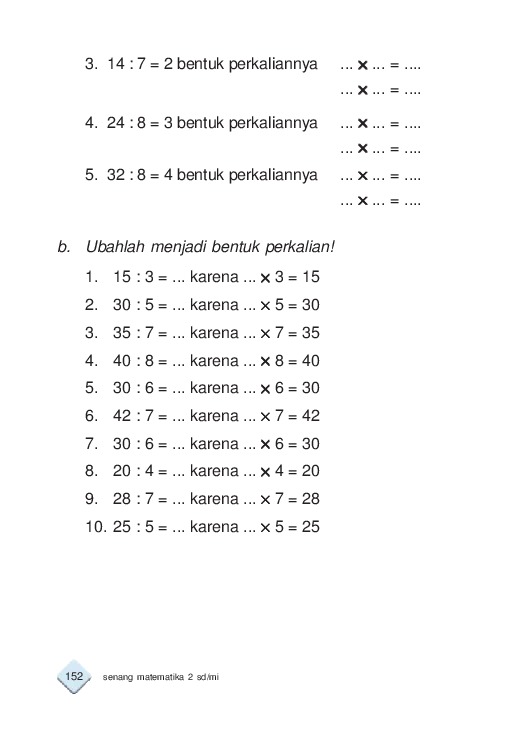 3. 14 : 7 = 2 bentuk perkaliannya ... × ... = ....
... × ... = ....
4. 24 : 8 = 3 bentuk perkaliannya ... × ... = ....
... × ... = ....
5. 32 : 8 = 4 bentuk perkaliannya ... × ... = ....
... × ... = ....
b. Ubahlah menjadi bentuk perkalian!
1. 15 : 3 = ... karena ... × 3 = 15
2. 30 : 5 = ... karena ... × 5 = 30
3. 35 : 7 = ... karena ... × 7 = 35
4. 40 : 8 = ... karena ... × 8 = 40
5. 30 : 6 = ... karena ... × 6 = 30
6. 42 : 7 = ... karena ... × 7 = 42
7. 30 : 6 = ... karena ... × 6 = 30
8. 20 : 4 = ... karena ... × 4 = 20
9. 28 : 7 = ... karena ... × 7 = 28
10. 25 : 5 = ... karena ... × 5 = 25
152 senang matematika 2 sd/mi